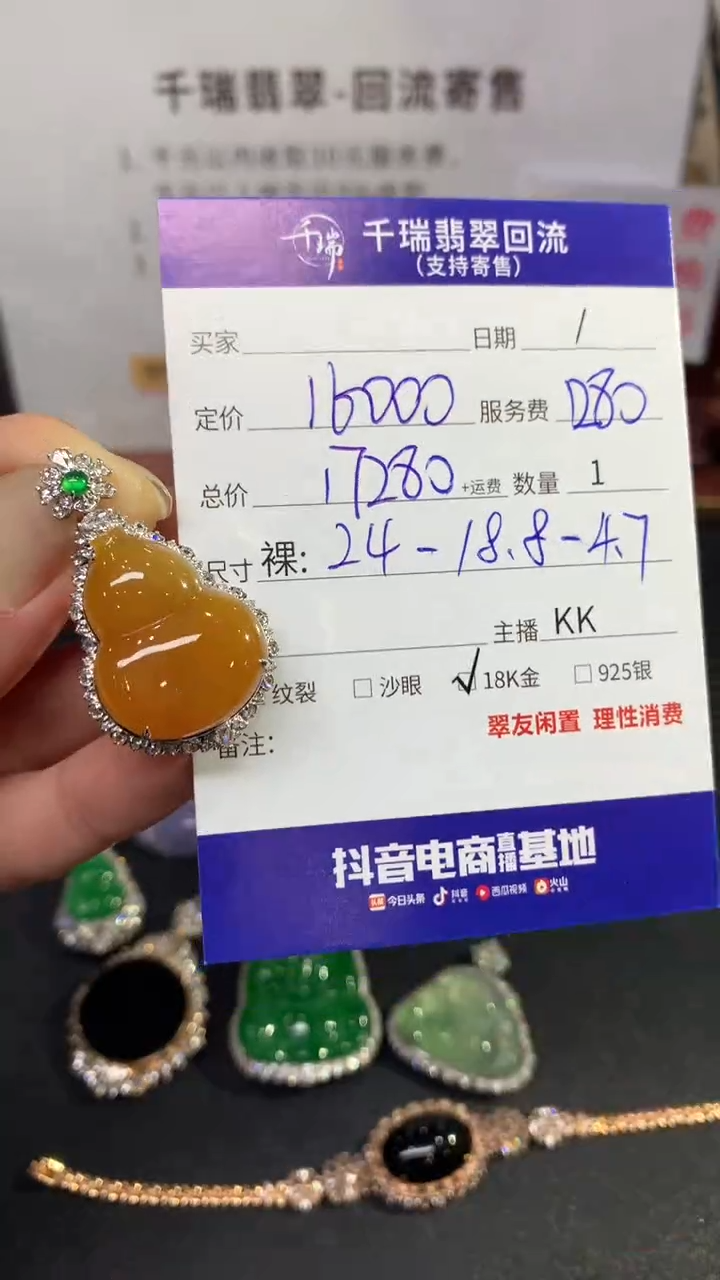 千瑞翡翠-回流寄售
千瑞
千瑞翡翠回流
(支持寄售)
买家 日期 /
定价 16000 服务费 1280
总价 17280 +运费 数量 1
尺寸 裸: 24-18.8-4.7
主播 KK
纹裂 □ 沙眼 ✓ 18K金 □ 925银
翠友闲置 理性消费
备注:
抖音电商直播基地
头条 今日头条 抖音 西瓜视频 火山